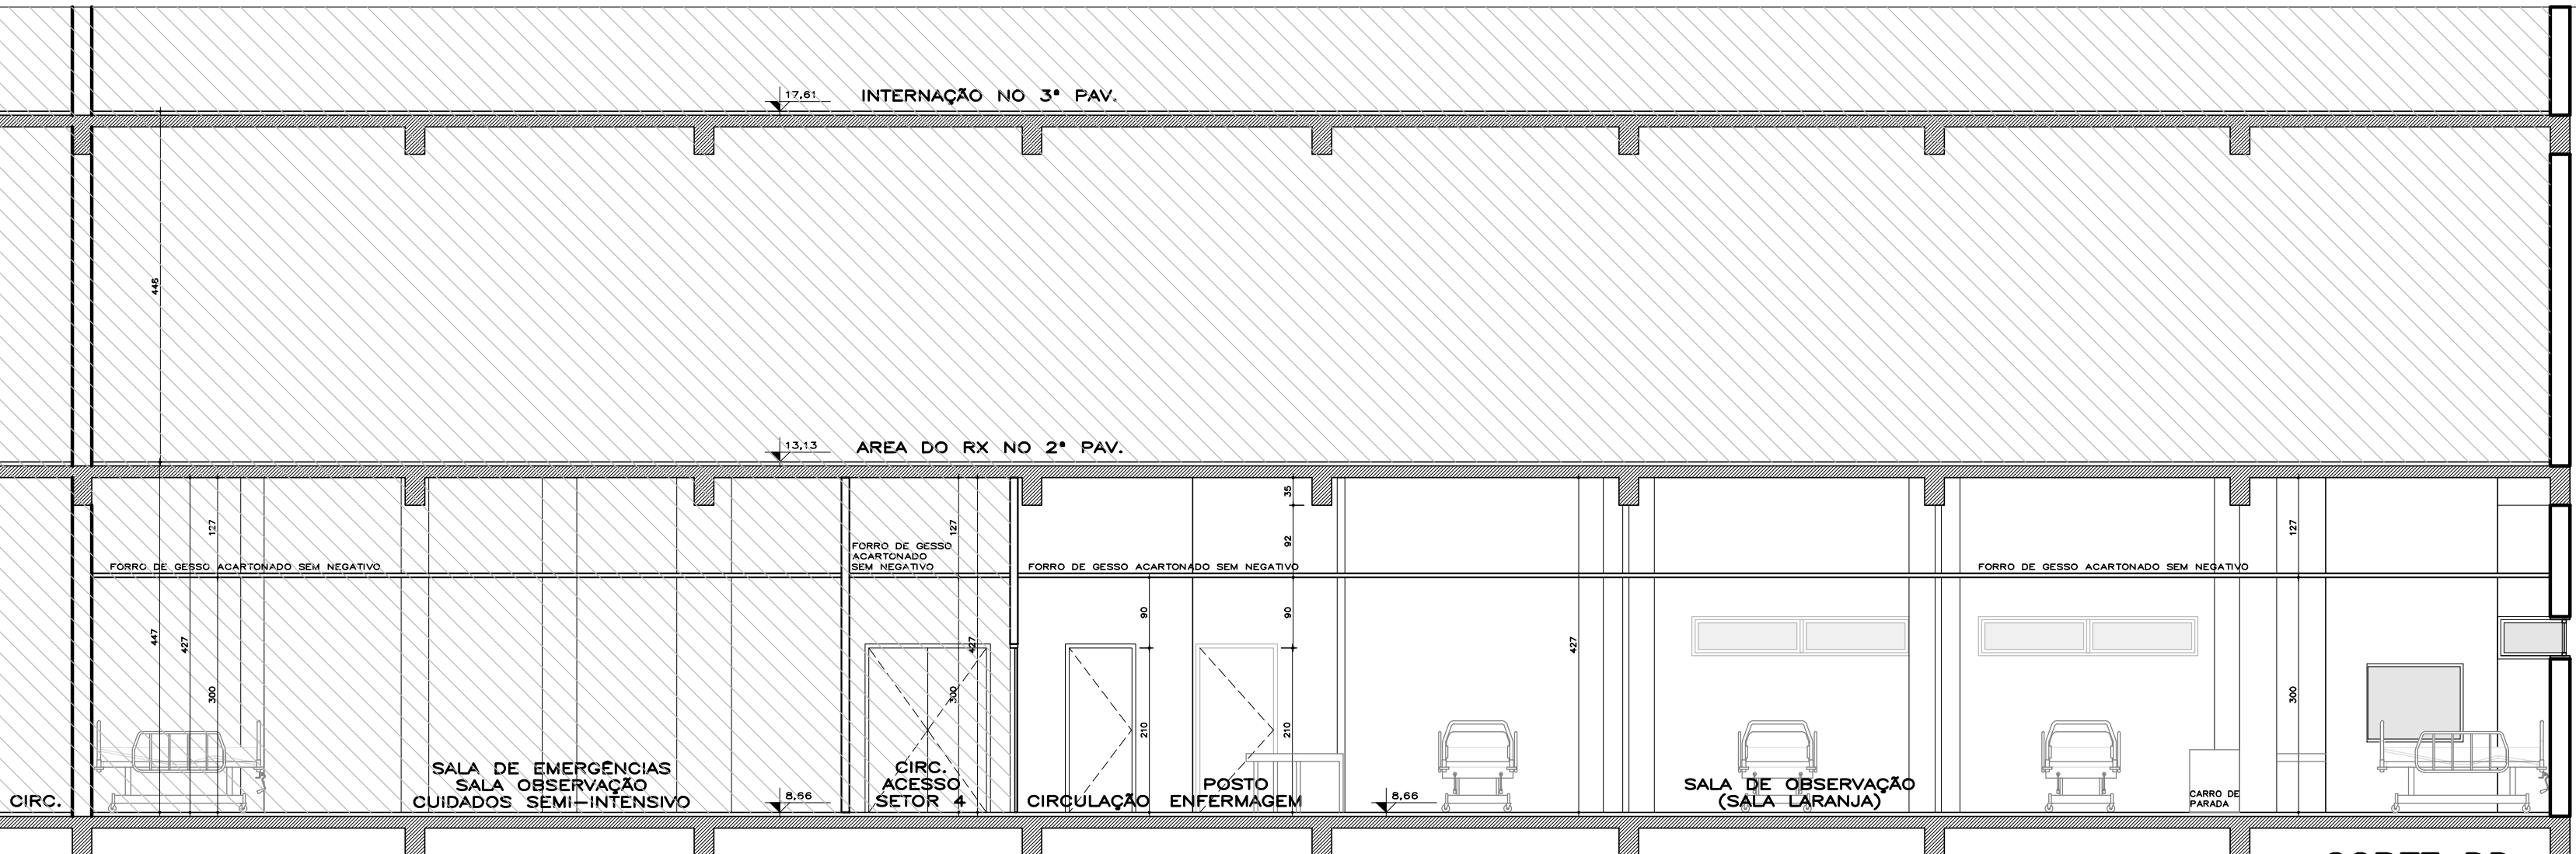 17,61
INTERNAÇÃO NO 3º PAV.
448
13,13
AREA DO RX NO 2º PAV.
127
127
35
92
127
FORRO DE GESSO ACARTONADO SEM NEGATIVO
FORRO DE GESSO
ACARTONADO
SEM NEGATIVO
FORRO DE GESSO ACARTONADO SEM NEGATIVO
FORRO DE GESSO ACARTONADO SEM NEGATIVO
90
90
447
427
427
427
300
300
300
210
210
CIRC.
SALA DE EMERGÊNCIAS
SALA OBSERVAÇÃO
CUIDADOS SEMI-INTENSIVO
8,66
CIRC.
ACESSO
SETOR 4
CIRCULAÇÃO
POSTO
ENFERMAGEM
8,66
SALA DE OBSERVAÇÃO
(SALA LARANJA)
CARRO DE
PARADA